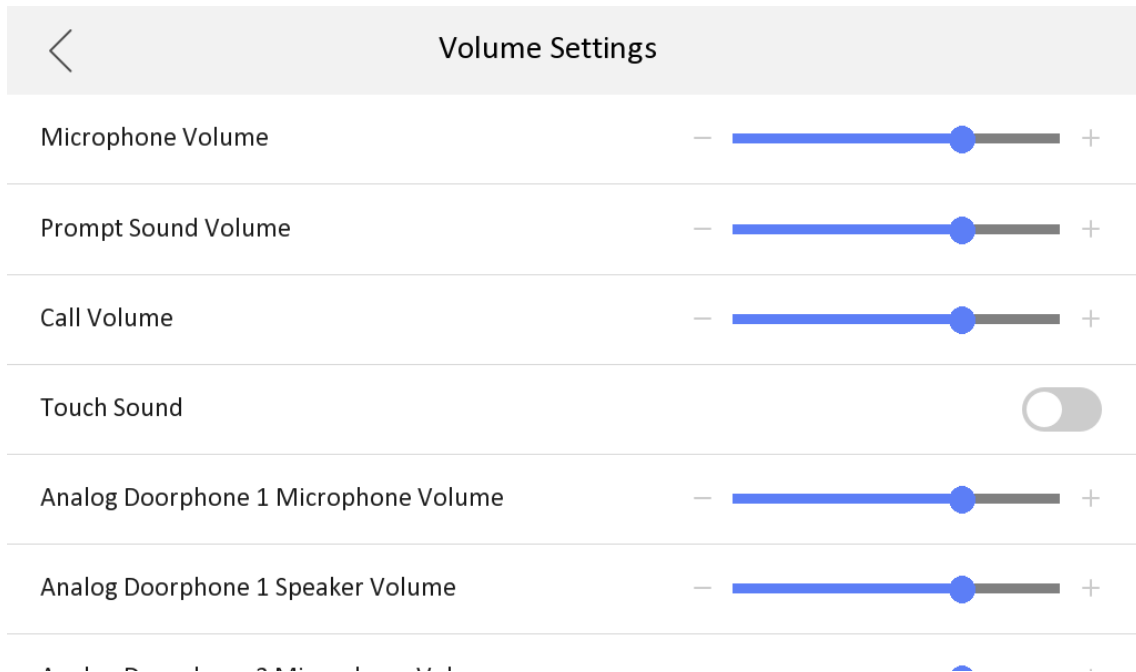 Volume Settings
Microphone Volume
Prompt Sound Volume
Call Volume
Touch Sound
Analog Doorphone 1 Microphone Volume
Analog Doorphone 1 Speaker Volume